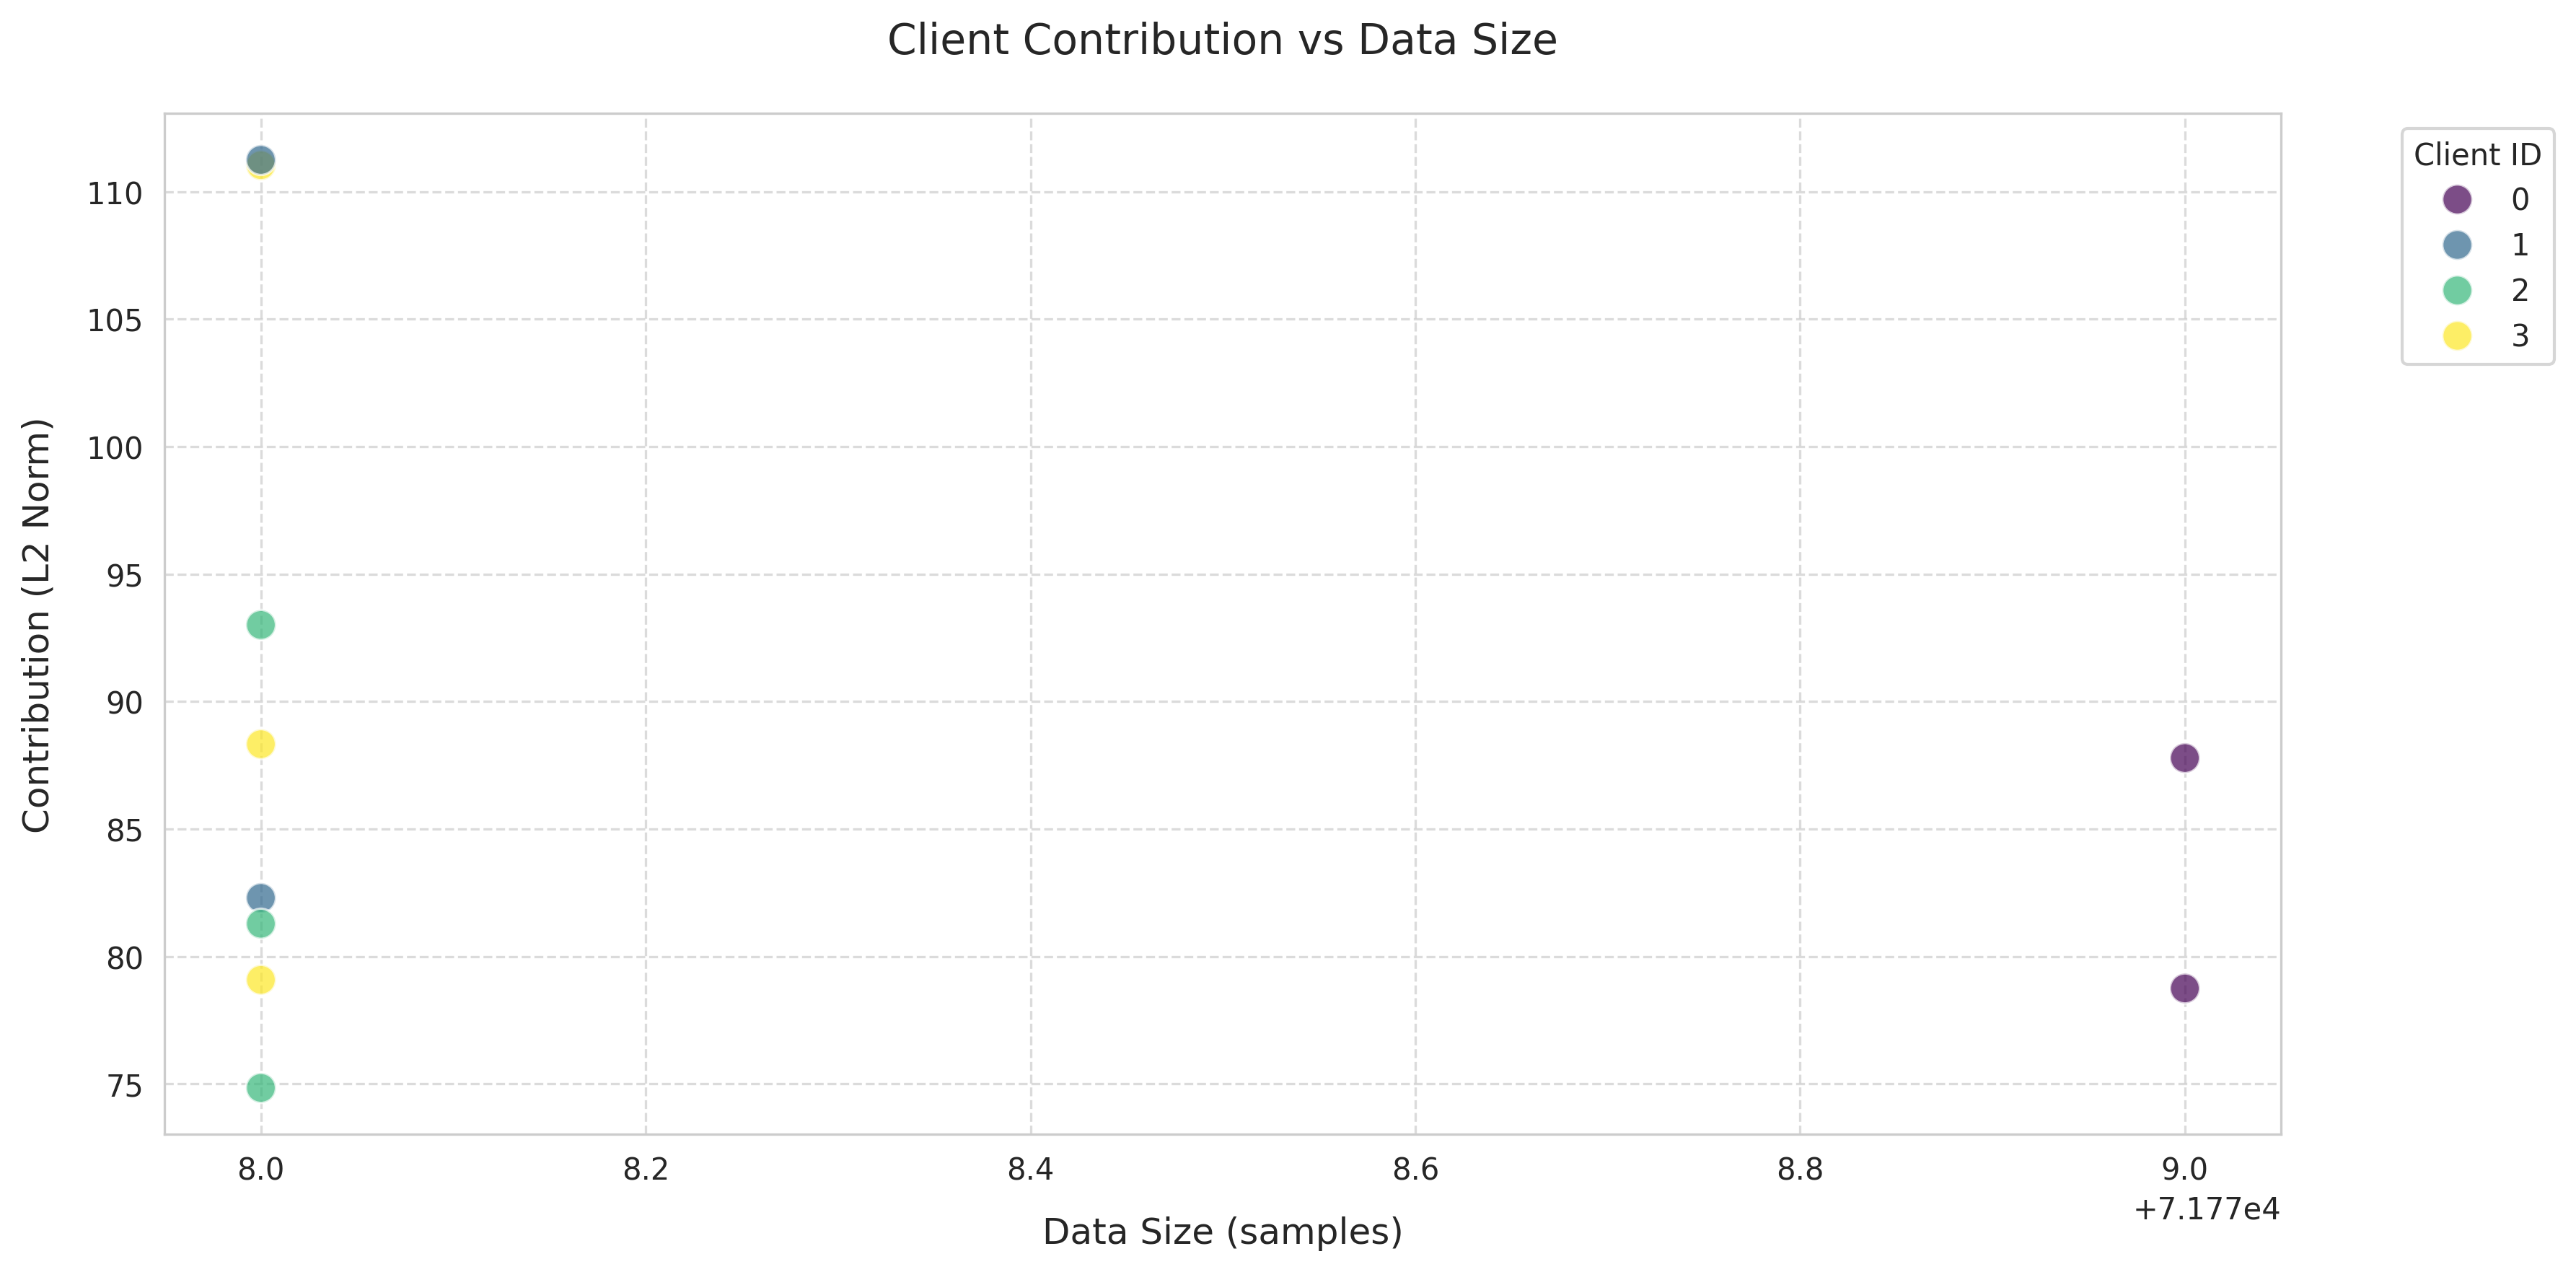 Client Contribution vs Data Size
Contribution (L2 Norm)
110
105
100
95
90
85
80
75
8.0 8.2 8.4 8.6 8.8 9.0
+7.177e4
Data Size (samples)
Client ID
0
1
2
3